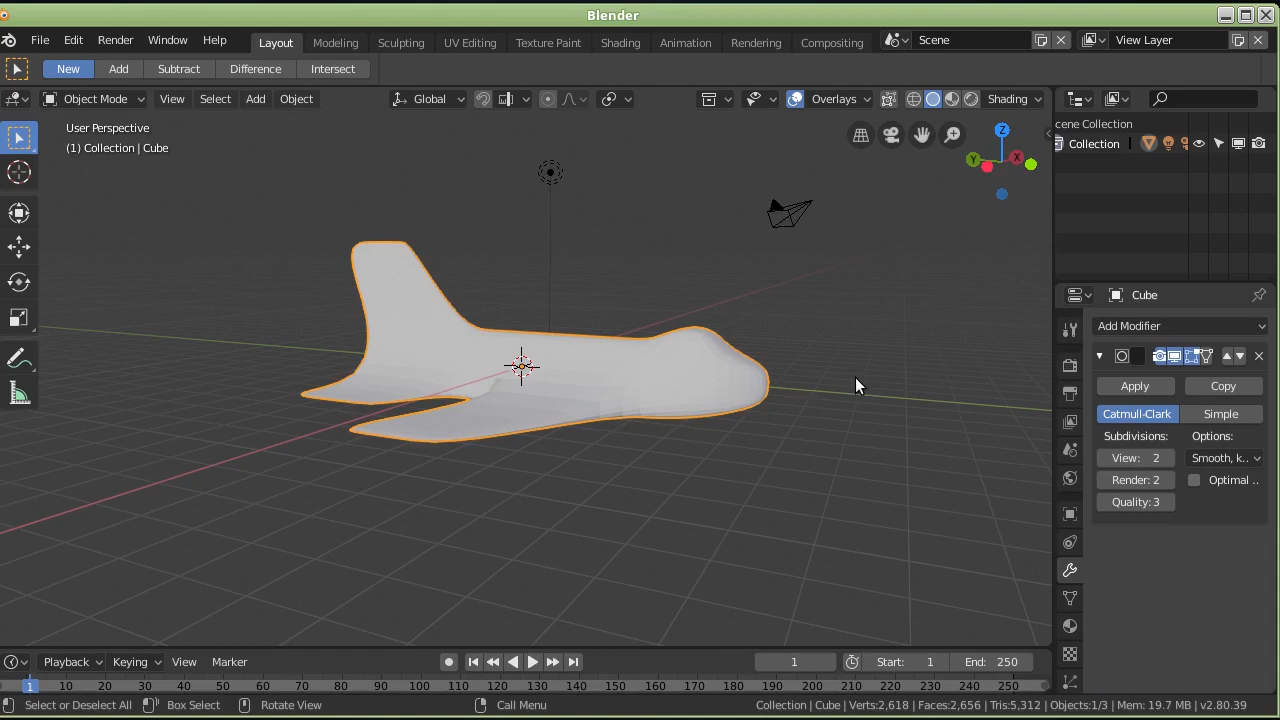 Blender
File Edit Render Window Help Layout Modeling Sculpting UV Editing Texture Paint Shading Animation Rendering Compositing Scene View Layer
New Add Subtract Difference Intersect
Object Mode View Select Add Object Global Overlays Shading
User Perspective
(1) Collection | Cube
Z
Y
X
cene Collection
Collection
Cube
Add Modifier
Apply Copy
Catmull-Clark Simple
Subdivisions: Options:
View: 2 Smooth, k..
Render: 2 Optimal ..
Quality: 3
Playback Keying View Marker 1 Start: 1 End: 250
1 10 20 30 40 50 60 70 80 90 100 110 120 130 140 150 160 170 180 190 200 210 220 230 240 250
Select or Deselect All Box Select Rotate View Call Menu Collection | Cube | Verts:2,618 | Faces:2,656 | Tris:5,312 | Objects:1/3 | Mem: 19.7 MB | v2.80.39